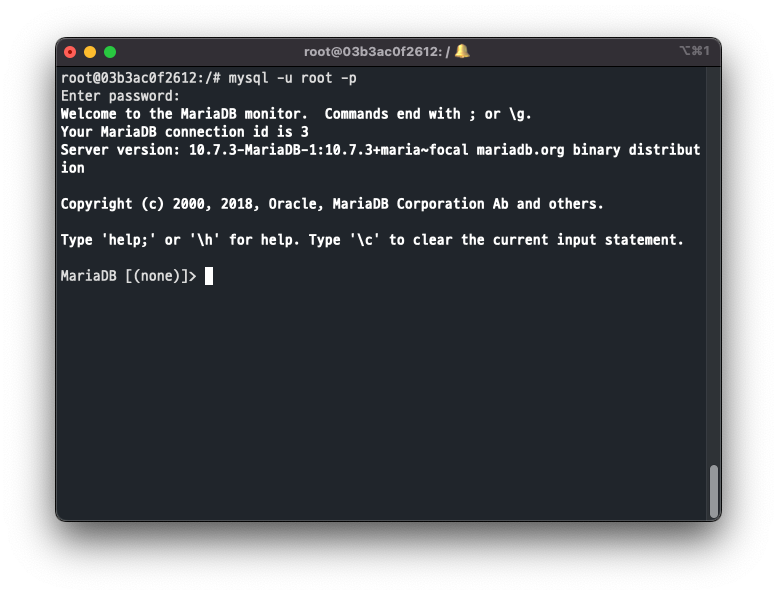 root@03b3ac0f2612: / 🔔
⌥⌘1
root@03b3ac0f2612:/# mysql -u root -p
Enter password:
Welcome to the MariaDB monitor.  Commands end with ; or \g.
Your MariaDB connection id is 3
Server version: 10.7.3-MariaDB-1:10.7.3+maria~focal mariadb.org binary distribut
ion
Copyright (c) 2000, 2018, Oracle, MariaDB Corporation Ab and others.
Type 'help;' or '\h' for help. Type '\c' to clear the current input statement.
MariaDB [(none)]>